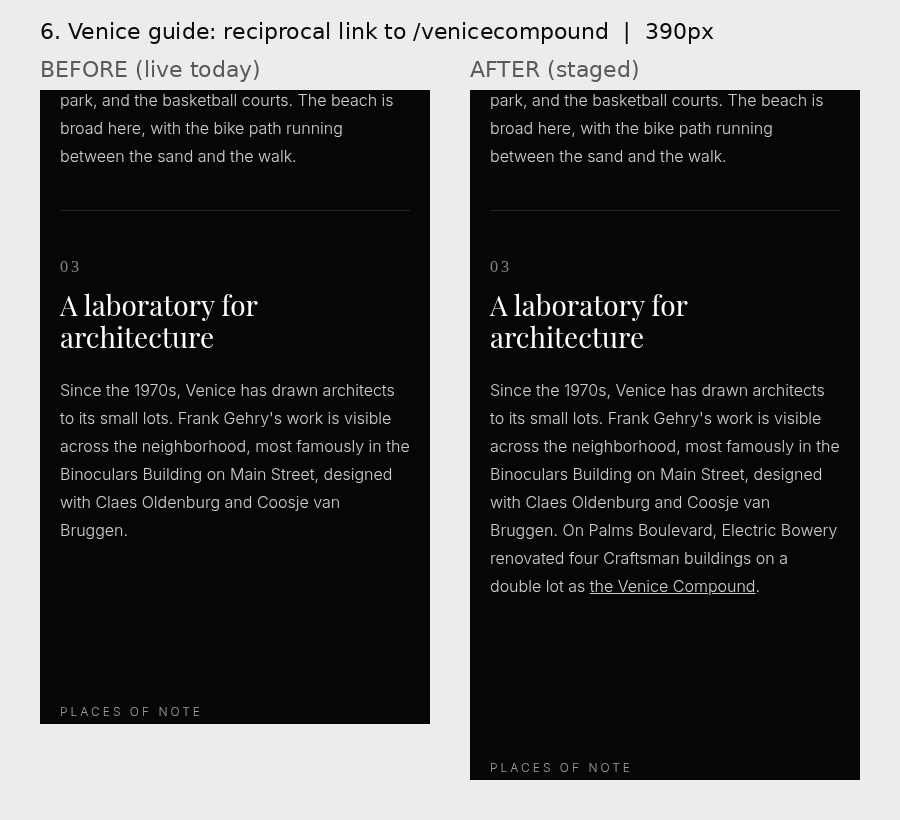 6. Venice guide: reciprocal link to /venicecompound | 390px
BEFORE (live today)
park, and the basketball courts. The beach is
broad here, with the bike path running
between the sand and the walk.
03
A laboratory for
architecture
Since the 1970s, Venice has drawn architects
to its small lots. Frank Gehry's work is visible
across the neighborhood, most famously in the
Binoculars Building on Main Street, designed
with Claes Oldenburg and Coosje van
Bruggen.
PLACES OF NOTE
AFTER (staged)
park, and the basketball courts. The beach is
broad here, with the bike path running
between the sand and the walk.
03
A laboratory for
architecture
Since the 1970s, Venice has drawn architects
to its small lots. Frank Gehry's work is visible
across the neighborhood, most famously in the
Binoculars Building on Main Street, designed
with Claes Oldenburg and Coosje van
Bruggen. On Palms Boulevard, Electric Bowery
renovated four Craftsman buildings on a
double lot as the Venice Compound.
PLACES OF NOTE